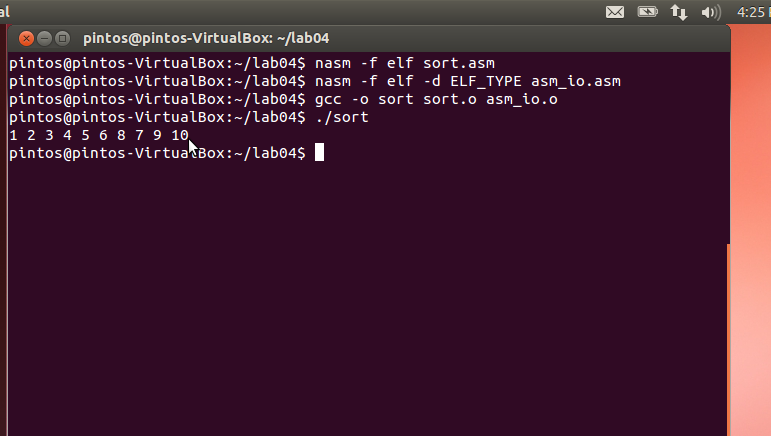 al
4:25
pintos@pintos-VirtualBox: ~/lab04
pintos@pintos-VirtualBox:~/lab04$ nasm -f elf sort.asm
pintos@pintos-VirtualBox:~/lab04$ nasm -f elf -d ELF_TYPE asm_io.asm
pintos@pintos-VirtualBox:~/lab04$ gcc -o sort sort.o asm_io.o
pintos@pintos-VirtualBox:~/lab04$ ./sort
1 2 3 4 5 6 8 7 9 10
pintos@pintos-VirtualBox:~/lab04$